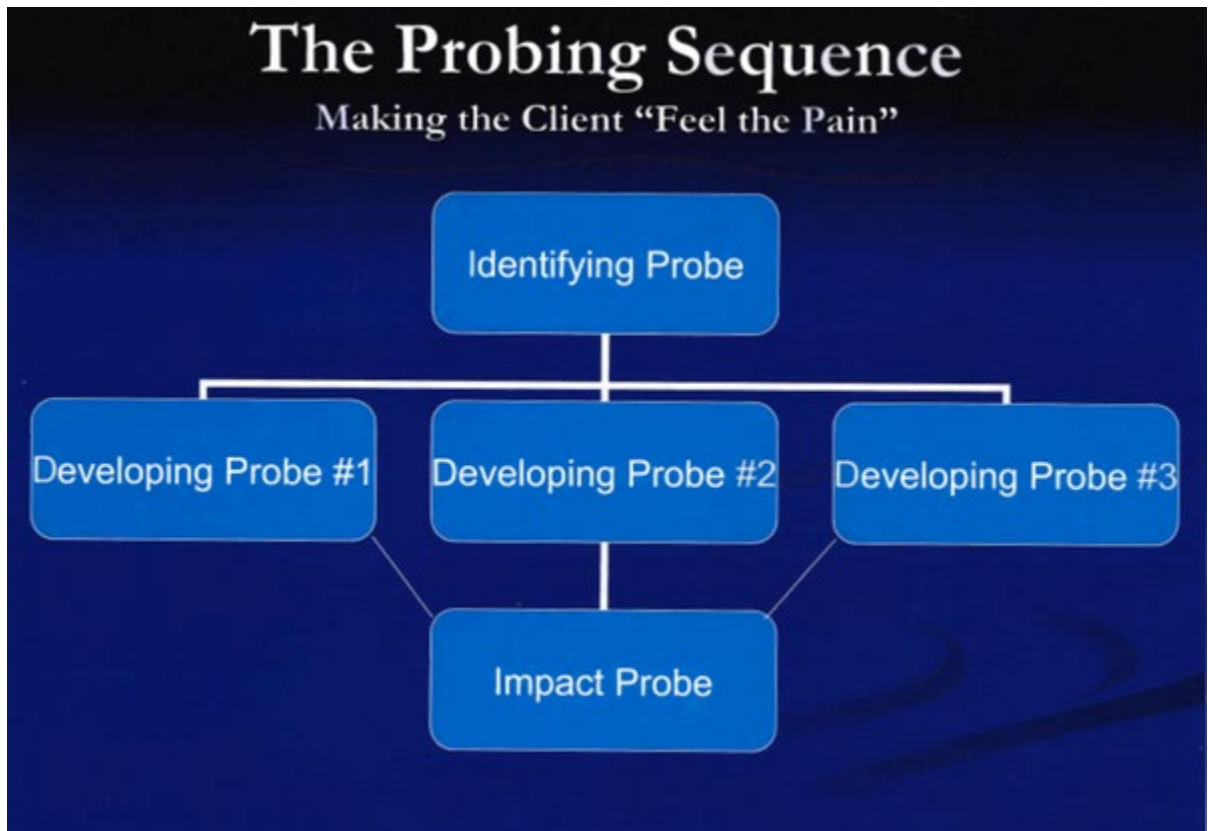 The Probing Sequence
Making the Client “Feel the Pain”
Identifying Probe
Developing Probe #1
Developing Probe #2
Developing Probe #3
Impact Probe